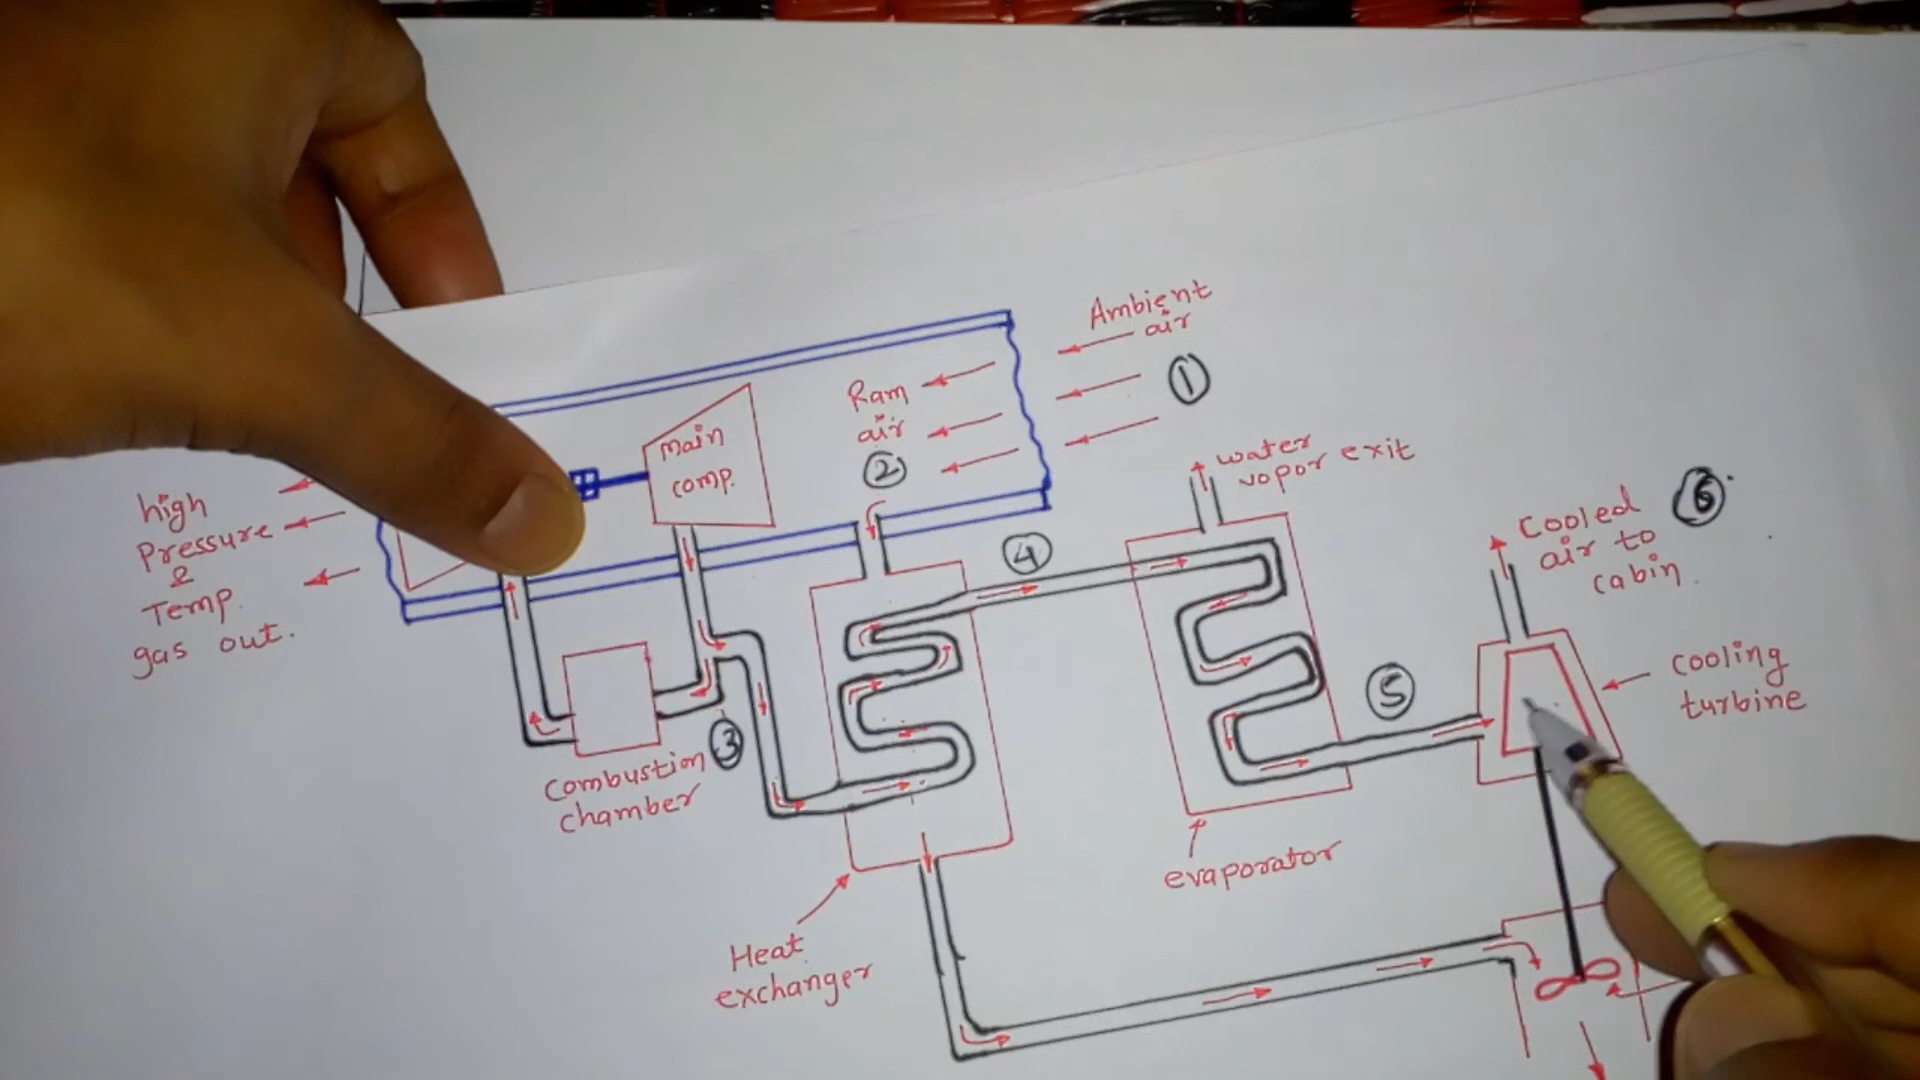 Ambient
air
1
Ram
air
2
main
comp.
high
Pressure
&
Temp.
gas out.
water
vopor exit
4
Cooled
air to
cabin.
6
cooling
turbine
5
3
Combustion
chamber
evaporator
Heat
exchanger